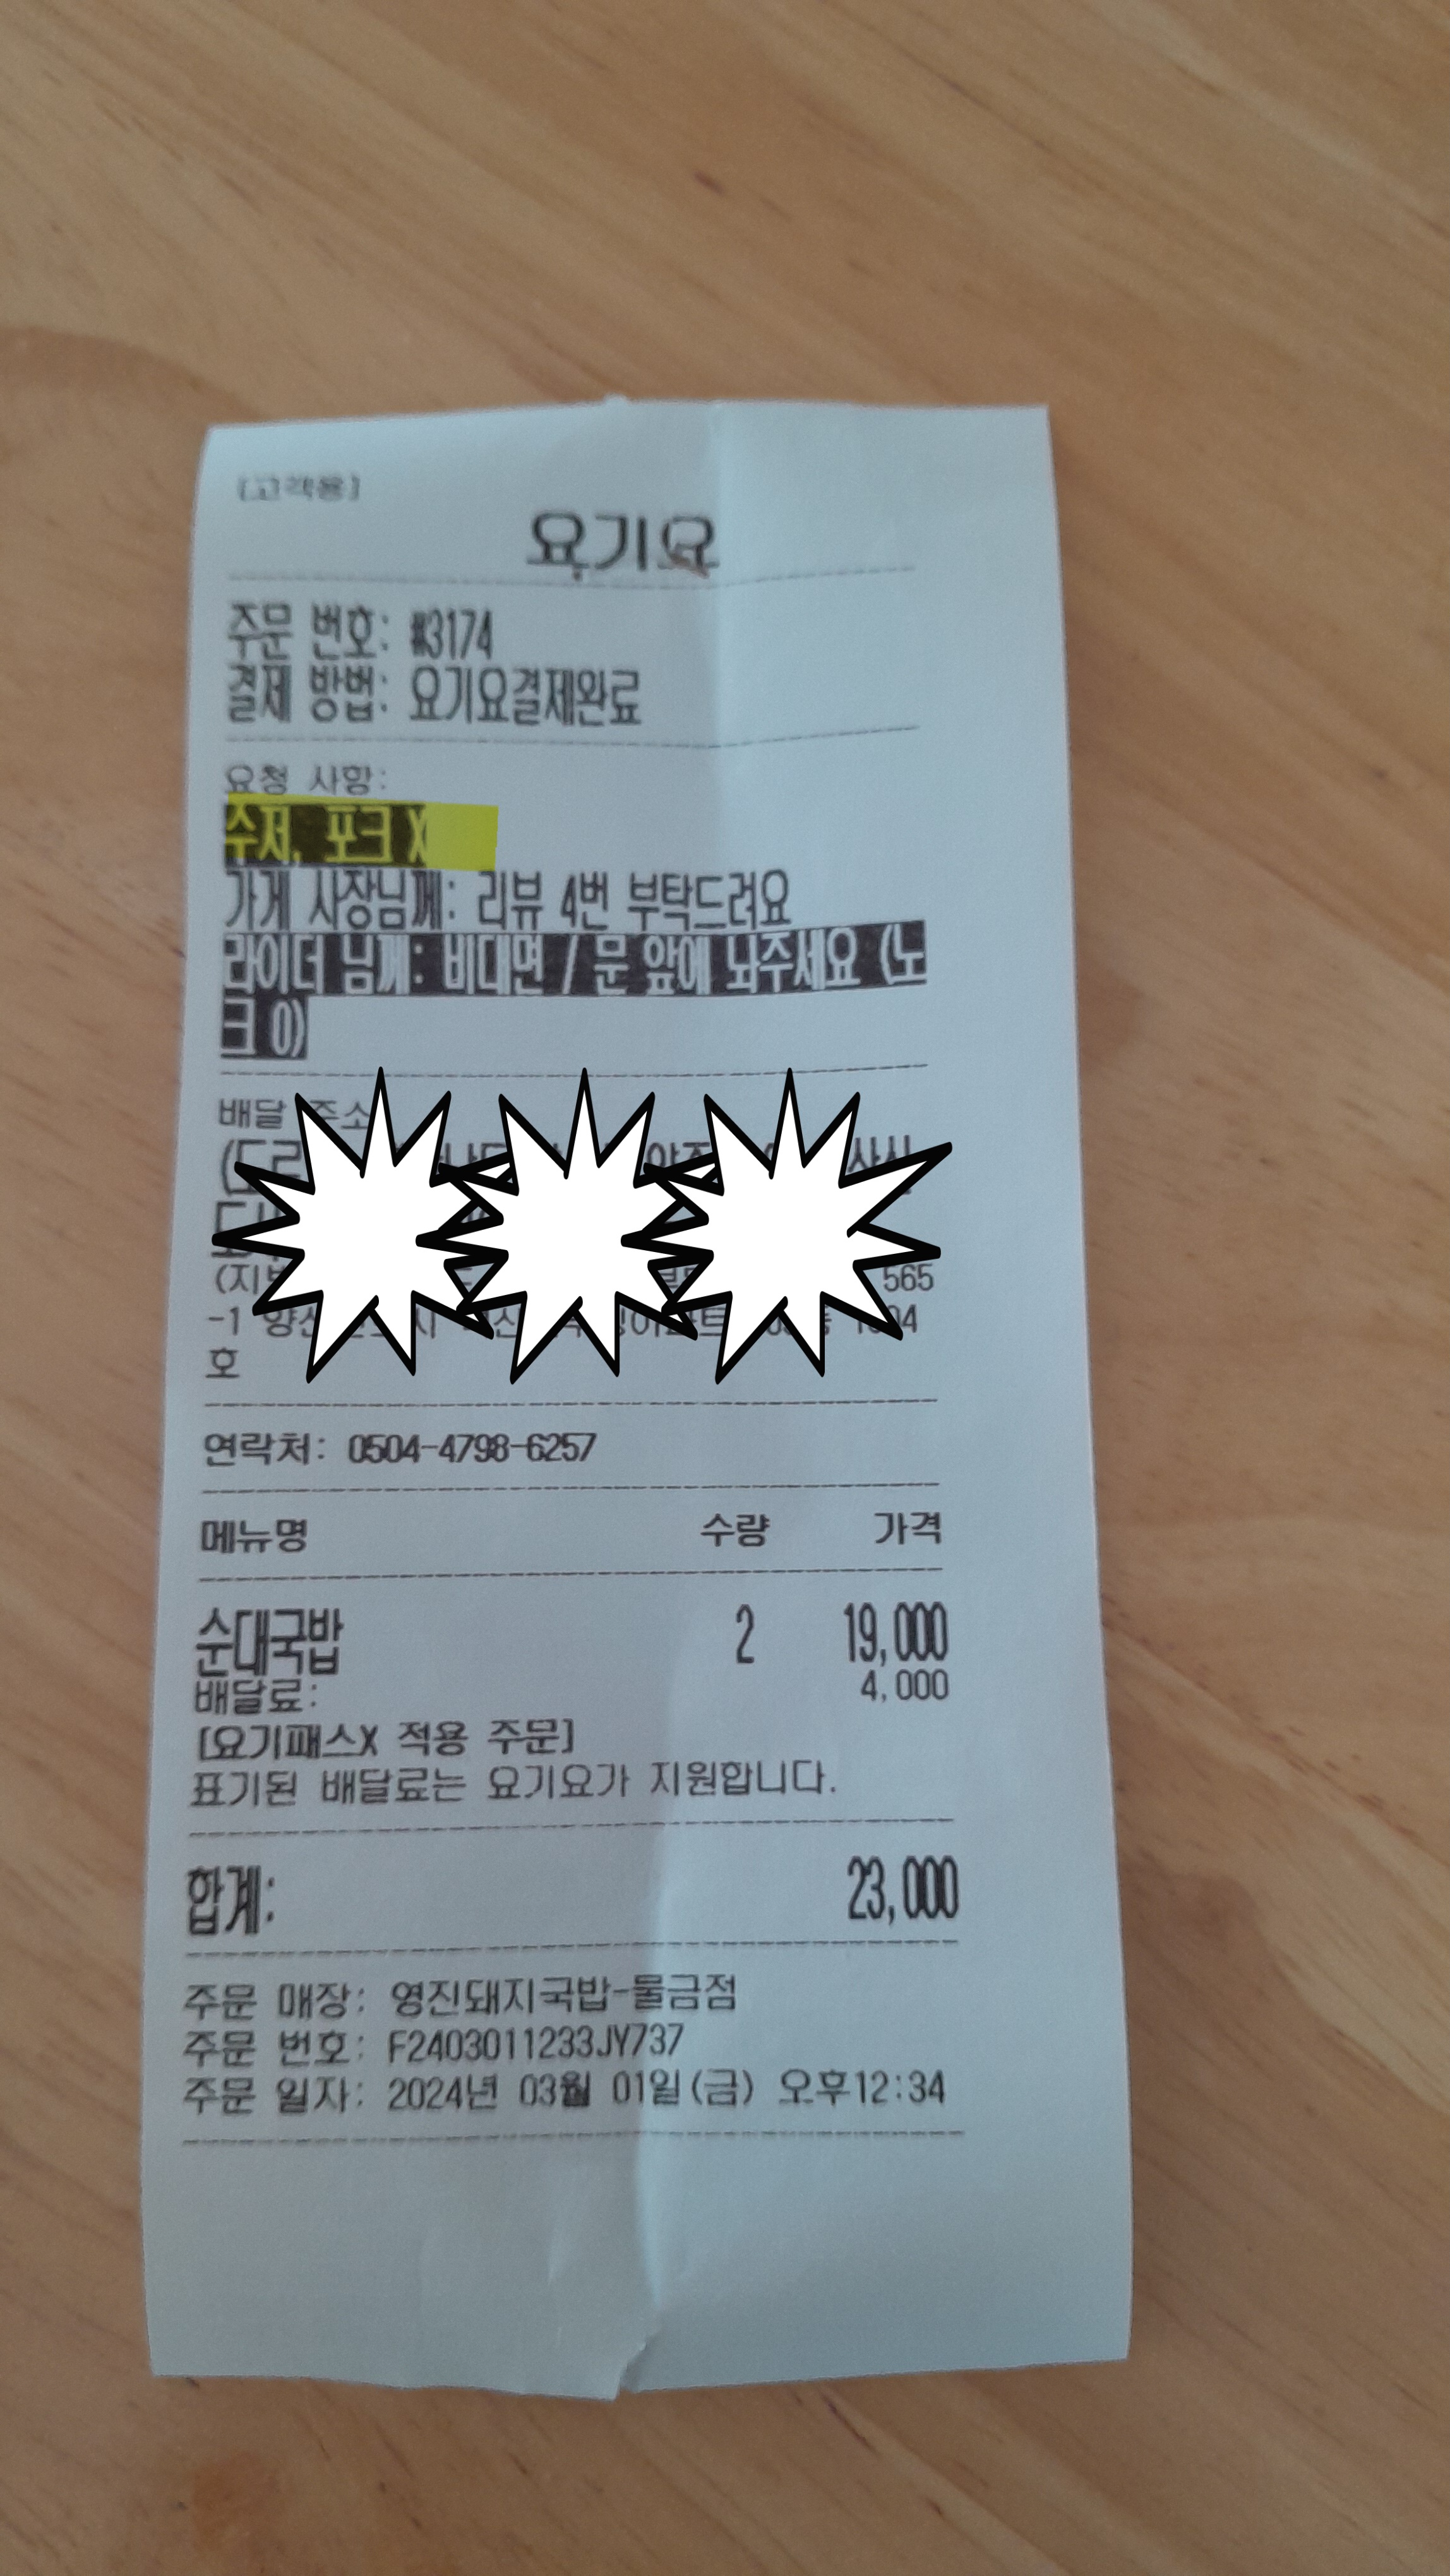 [고객용]
요기요
주문 번호: #3174
결제 방법: 요기요결제완료
요청 사항:
수저, 포크 X
가게 사장님께: 리뷰 4번 부탁드려요
라이더 님께: 비대면 / 문 앞에 놔주세요 (노
크 O)
배달 주소
565
-1
호
연락처: 0504-4798-6257
메뉴명 수량 가격
순대국밥 2 19,000
배달료: 4,000
[요기패스X 적용 주문]
표기된 배달료는 요기요가 지원합니다.
합계: 23,000
주문 매장: 영진돼지국밥-물금점
주문 번호: F2403011233JY737
주문 일자: 2024년 03월 01일(금) 오후12:34